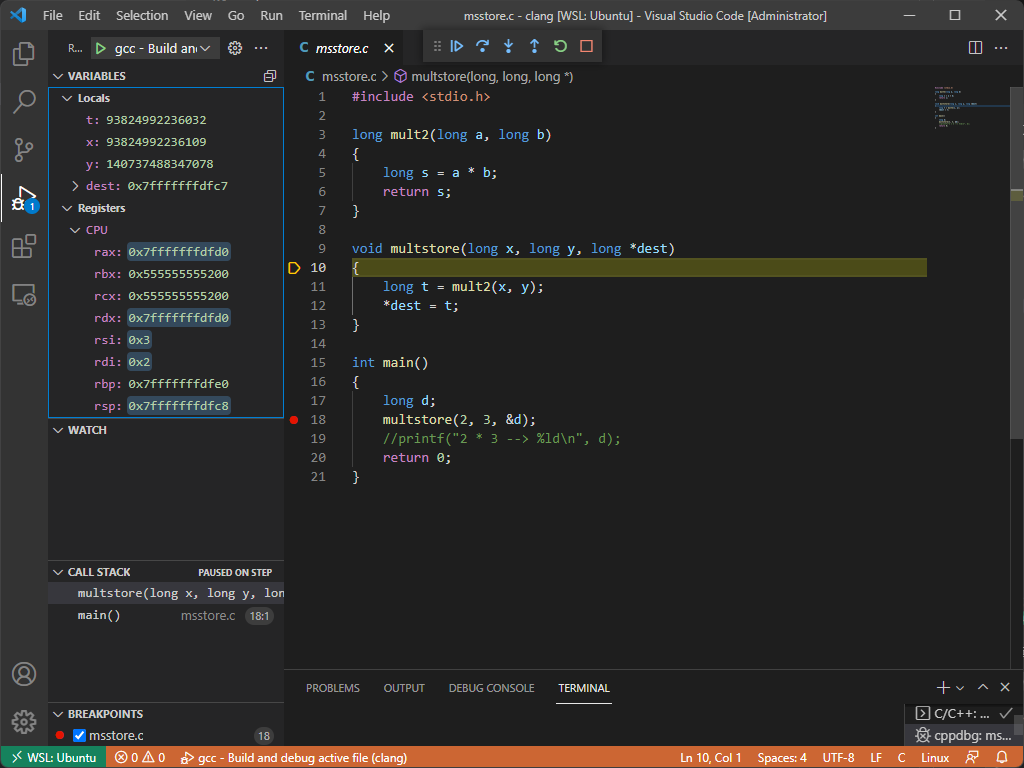 File Edit Selection View Go Run Terminal Help msstore.c - clang [WSL: Ubuntu] - Visual Studio Code [Administrator]
R... gcc - Build an ...
VARIABLES
Locals
t: 93824992236032
x: 93824992236109
y: 140737488347078
dest: 0x7fffffffdfc7
Registers
CPU
rax: 0x7fffffffdfd0
rbx: 0x555555555200
rcx: 0x555555555200
rdx: 0x7fffffffdfd0
rsi: 0x3
rdi: 0x2
rbp: 0x7fffffffdfe0
rsp: 0x7fffffffdfc8
WATCH
CALL STACK PAUSED ON STEP
multstore(long x, long y, lon
main() msstore.c 18:1
BREAKPOINTS
msstore.c 18
1
C msstore.c
C msstore.c > multstore(long, long, long *)
1 #include <stdio.h>
2
3 long mult2(long a, long b)
4 {
5 long s = a * b;
6 return s;
7 }
8
9 void multstore(long x, long y, long *dest)
10 {
11 long t = mult2(x, y);
12 *dest = t;
13 }
14
15 int main()
16 {
17 long d;
18 multstore(2, 3, &d);
19 //printf("2 * 3 --> %ld\n", d);
20 return 0;
21 }
PROBLEMS OUTPUT DEBUG CONSOLE TERMINAL
C/C++: ...
cppdbg: ms...
WSL: Ubuntu 0 0 gcc - Build and debug active file (clang) Ln 10, Col 1 Spaces: 4 UTF-8 LF C Linux